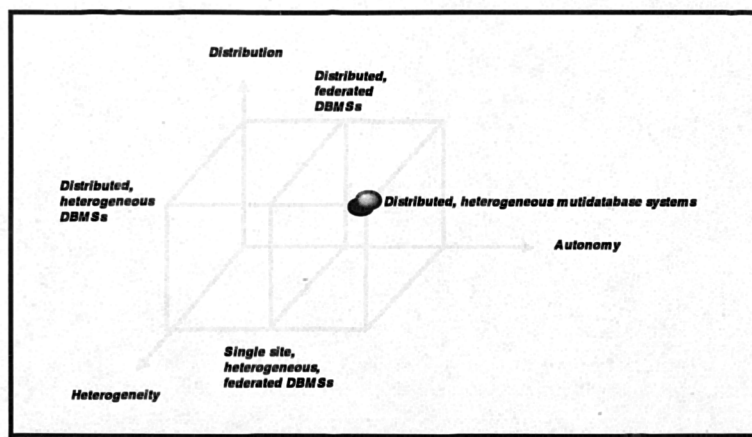 Distribution
Distributed,
federated
DBMSs
Distributed,
heterogeneous
DBMSs
Distributed, heterogeneous mutidatabase systems
Autonomy
Single site,
heterogeneous,
federated DBMSs
Heterogeneity